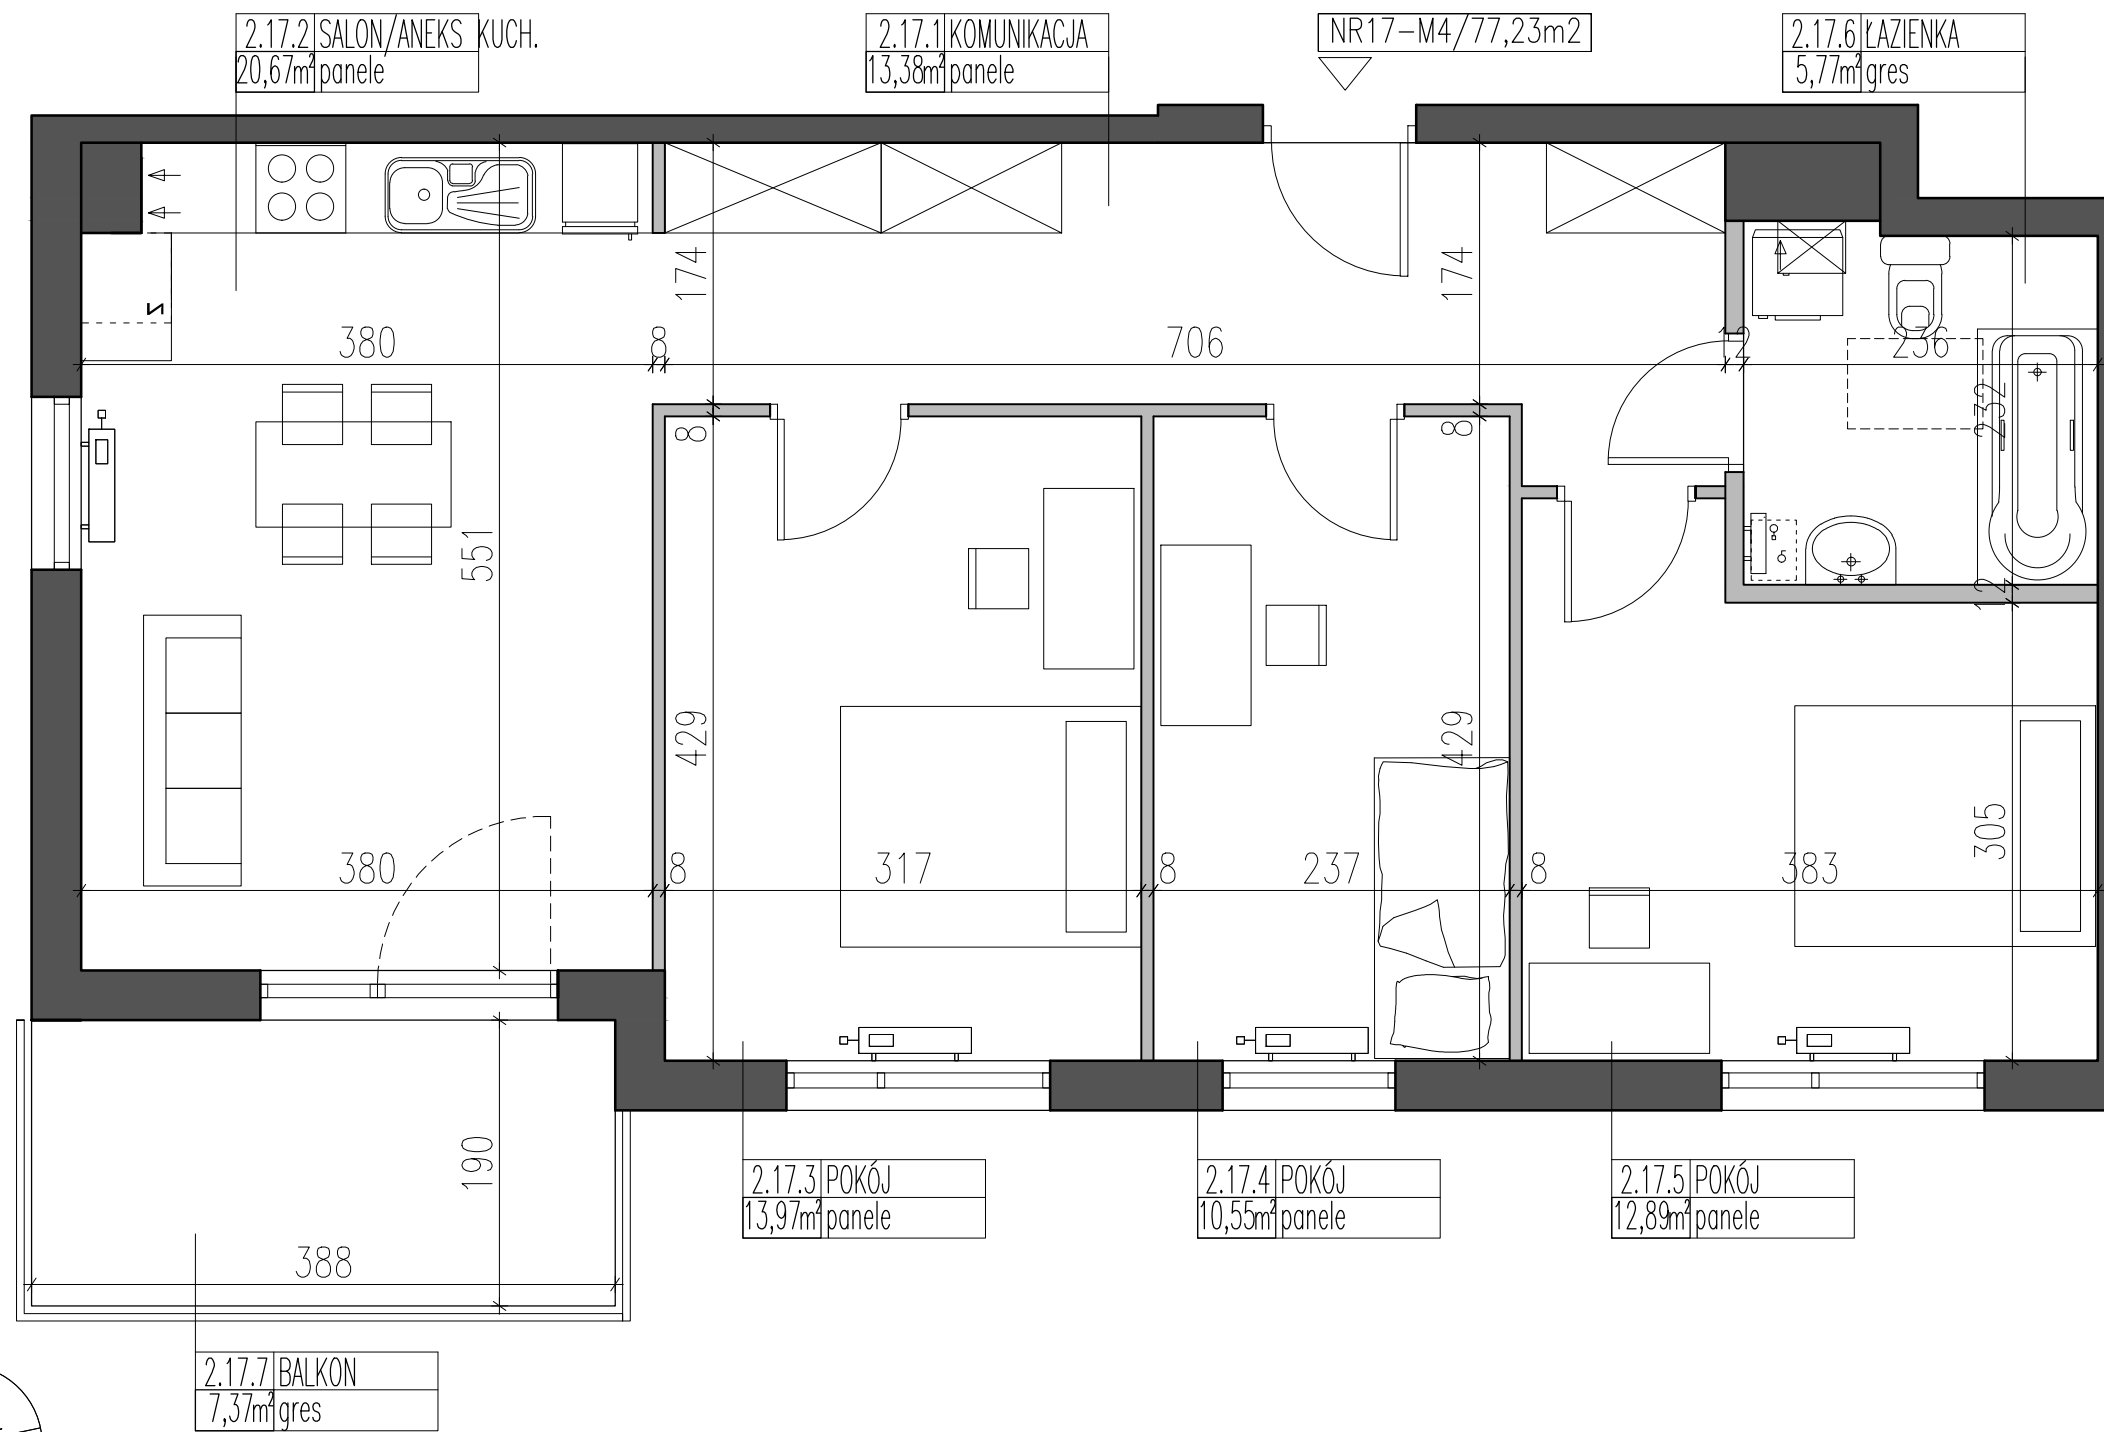 2.17.2 SALON/ANEKS KUCH.
20,67m² panele
2.17.1 KOMUNIKACJA
13,38m² panele
NR17-M4/77,23m2
2.17.6 ŁAZIENKA
5,77m² gres
174
174
380
8
706
12
236
232
8
8
551
12
429
429
305
380
8
317
8
237
8
383
190
2.17.3 POKÓJ
13,97m² panele
2.17.4 POKÓJ
10,55m² panele
2.17.5 POKÓJ
12,89m² panele
388
2.17.7 BALKON
7,37m² gres